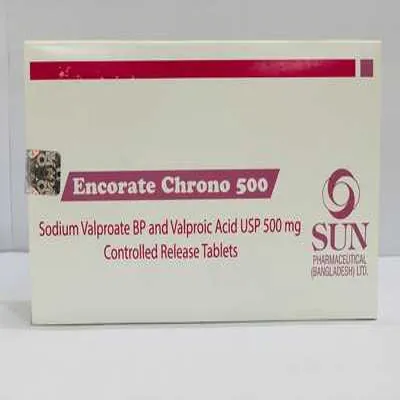 Encorate Chrono 500
Sodium Valproate BP and Valproic Acid USP 500 mg
Controlled Release Tablets
SUN
PHARMACEUTICAL
(BANGLADESH) LTD.